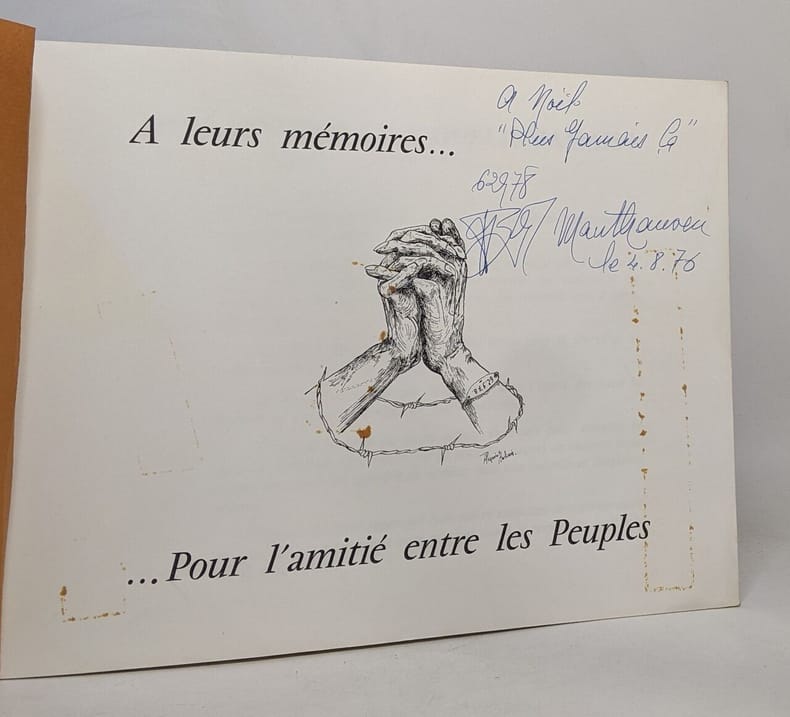 A leurs mémoires...
A Noël
"Plus Jamais Ça"
62978
Mauthausen
le 4.8.76
...Pour l'amitié entre les Peuples